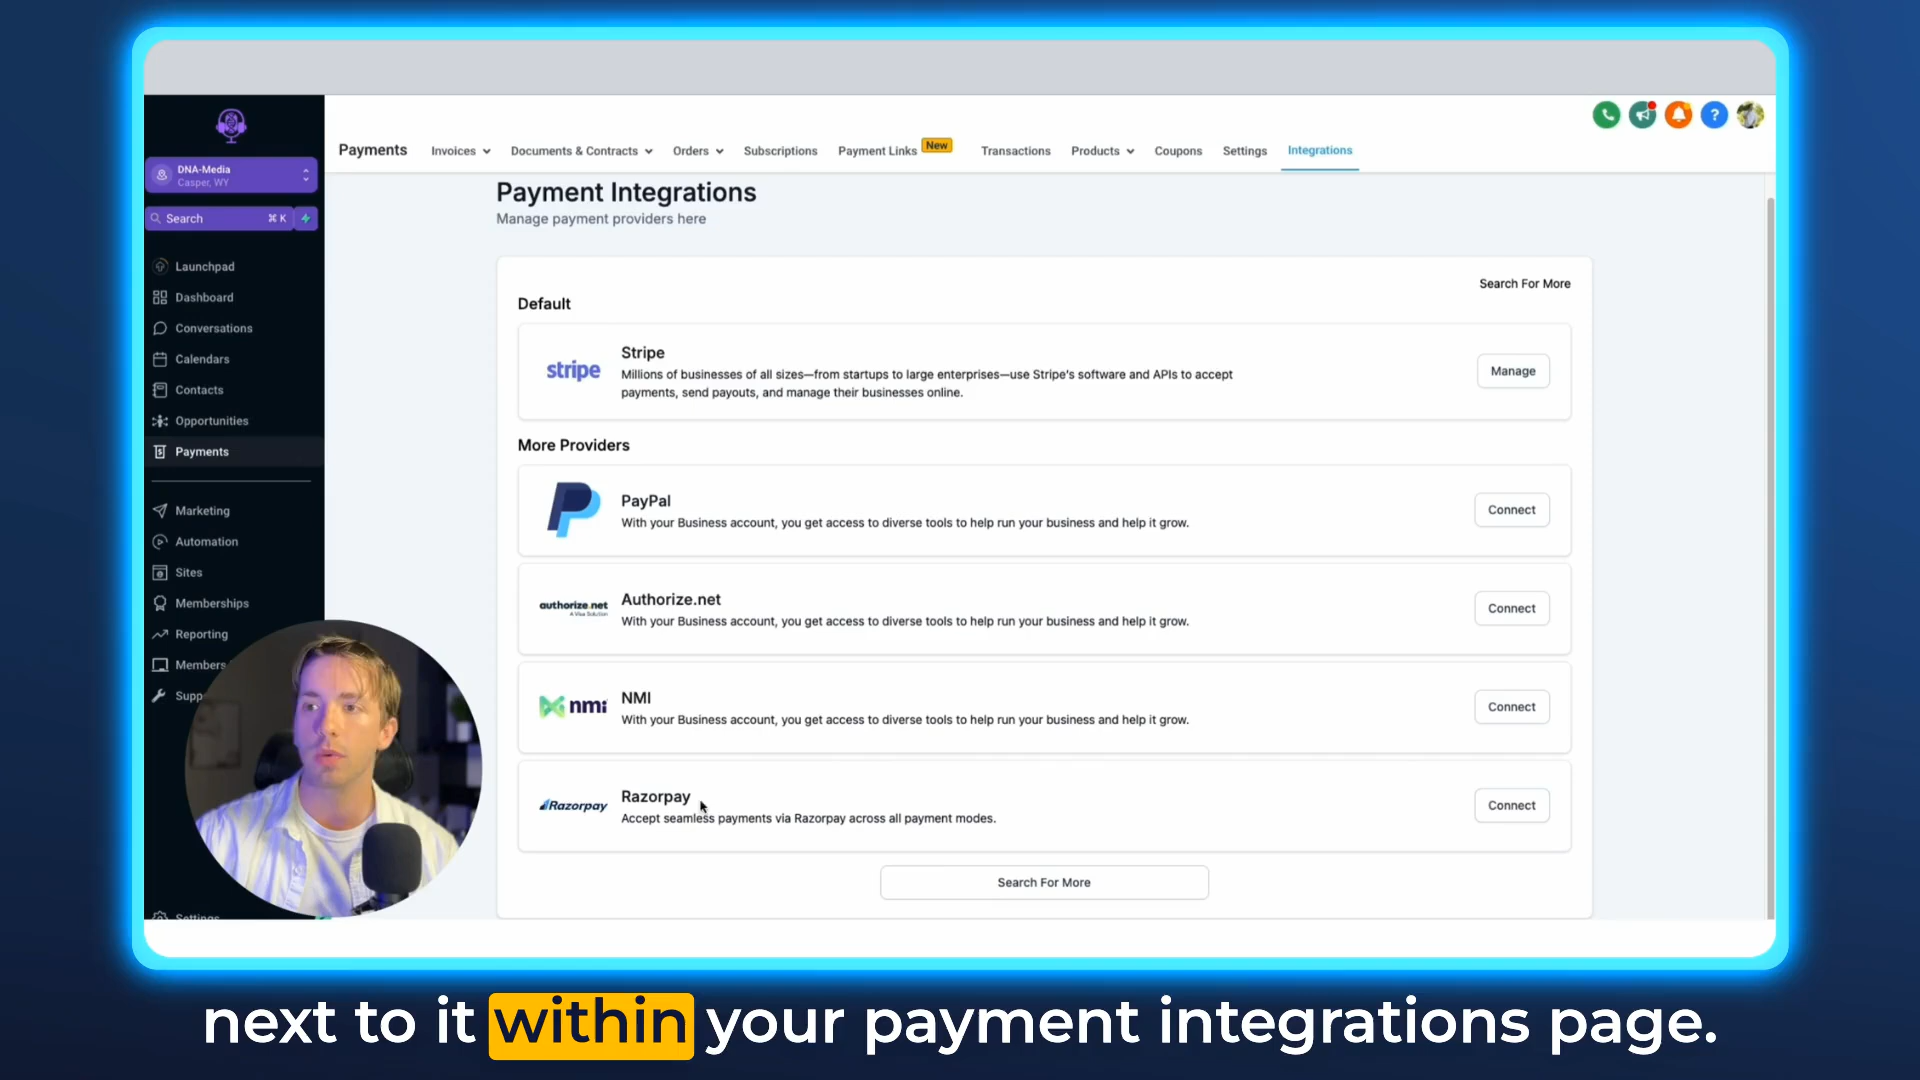 DNA-Media
Casper, WY
Search ⌘ K
Launchpad
Dashboard
Conversations
Calendars
Contacts
Opportunities
Payments
Marketing
Automation
Sites
Memberships
Reporting
Members
Supp
Settings
Payments Invoices Documents & Contracts Orders Subscriptions Payment Links New Transactions Products Coupons Settings Integrations
?
Payment Integrations
Manage payment providers here
Search For More
Default
stripe
Stripe
Millions of businesses of all sizes—from startups to large enterprises—use Stripe's software and APIs to accept
payments, send payouts, and manage their businesses online.
Manage
More Providers
PayPal
With your Business account, you get access to diverse tools to help run your business and help it grow.
Connect
authorize.net
A Visa Solution
Authorize.net
With your Business account, you get access to diverse tools to help run your business and help it grow.
Connect
nmi
NMI
With your Business account, you get access to diverse tools to help run your business and help it grow.
Connect
Razorpay
Razorpay
Accept seamless payments via Razorpay across all payment modes.
Connect
Search For More
next to it within your payment integrations page.